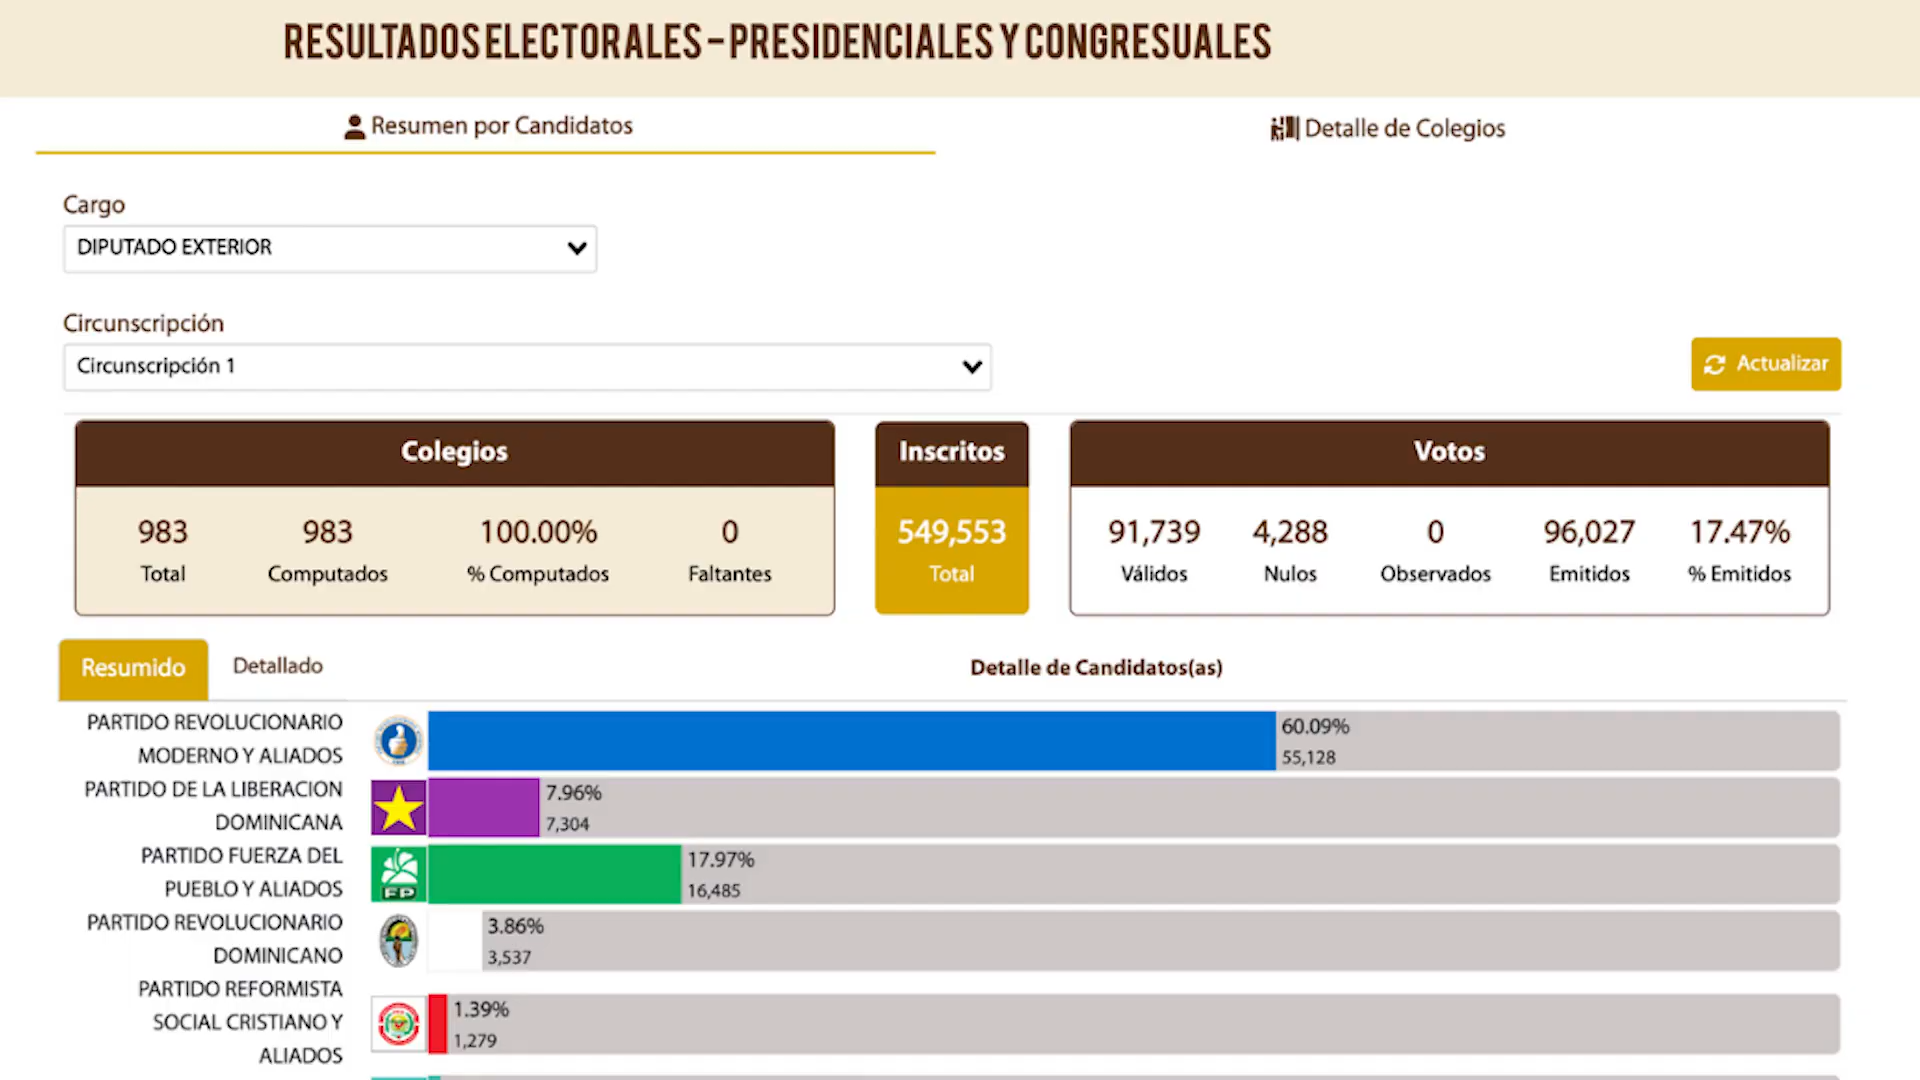 RESULTADOS ELECTORALES – PRESIDENCIALES Y CONGRESUALES
Resumen por Candidatos
Detalle de Colegios
Cargo
DIPUTADO EXTERIOR
Circunscripción
Circunscripción 1
Actualizar
Colegios
983 983 100.00% 0
Total Computados % Computados Faltantes
Inscritos
549,553
Total
Votos
91,739 4,288 0 96,027 17.47%
Válidos Nulos Observados Emitidos % Emitidos
Resumido Detallado
Detalle de Candidatos(as)
PARTIDO REVOLUCIONARIO
MODERNO Y ALIADOS
60.09%
55,128
PARTIDO DE LA LIBERACION
DOMINICANA
7.96%
7,304
PARTIDO FUERZA DEL
PUEBLO Y ALIADOS
FP
17.97%
16,485
PARTIDO REVOLUCIONARIO
DOMINICANO
3.86%
3,537
PARTIDO REFORMISTA
SOCIAL CRISTIANO Y
ALIADOS
1.39%
1,279